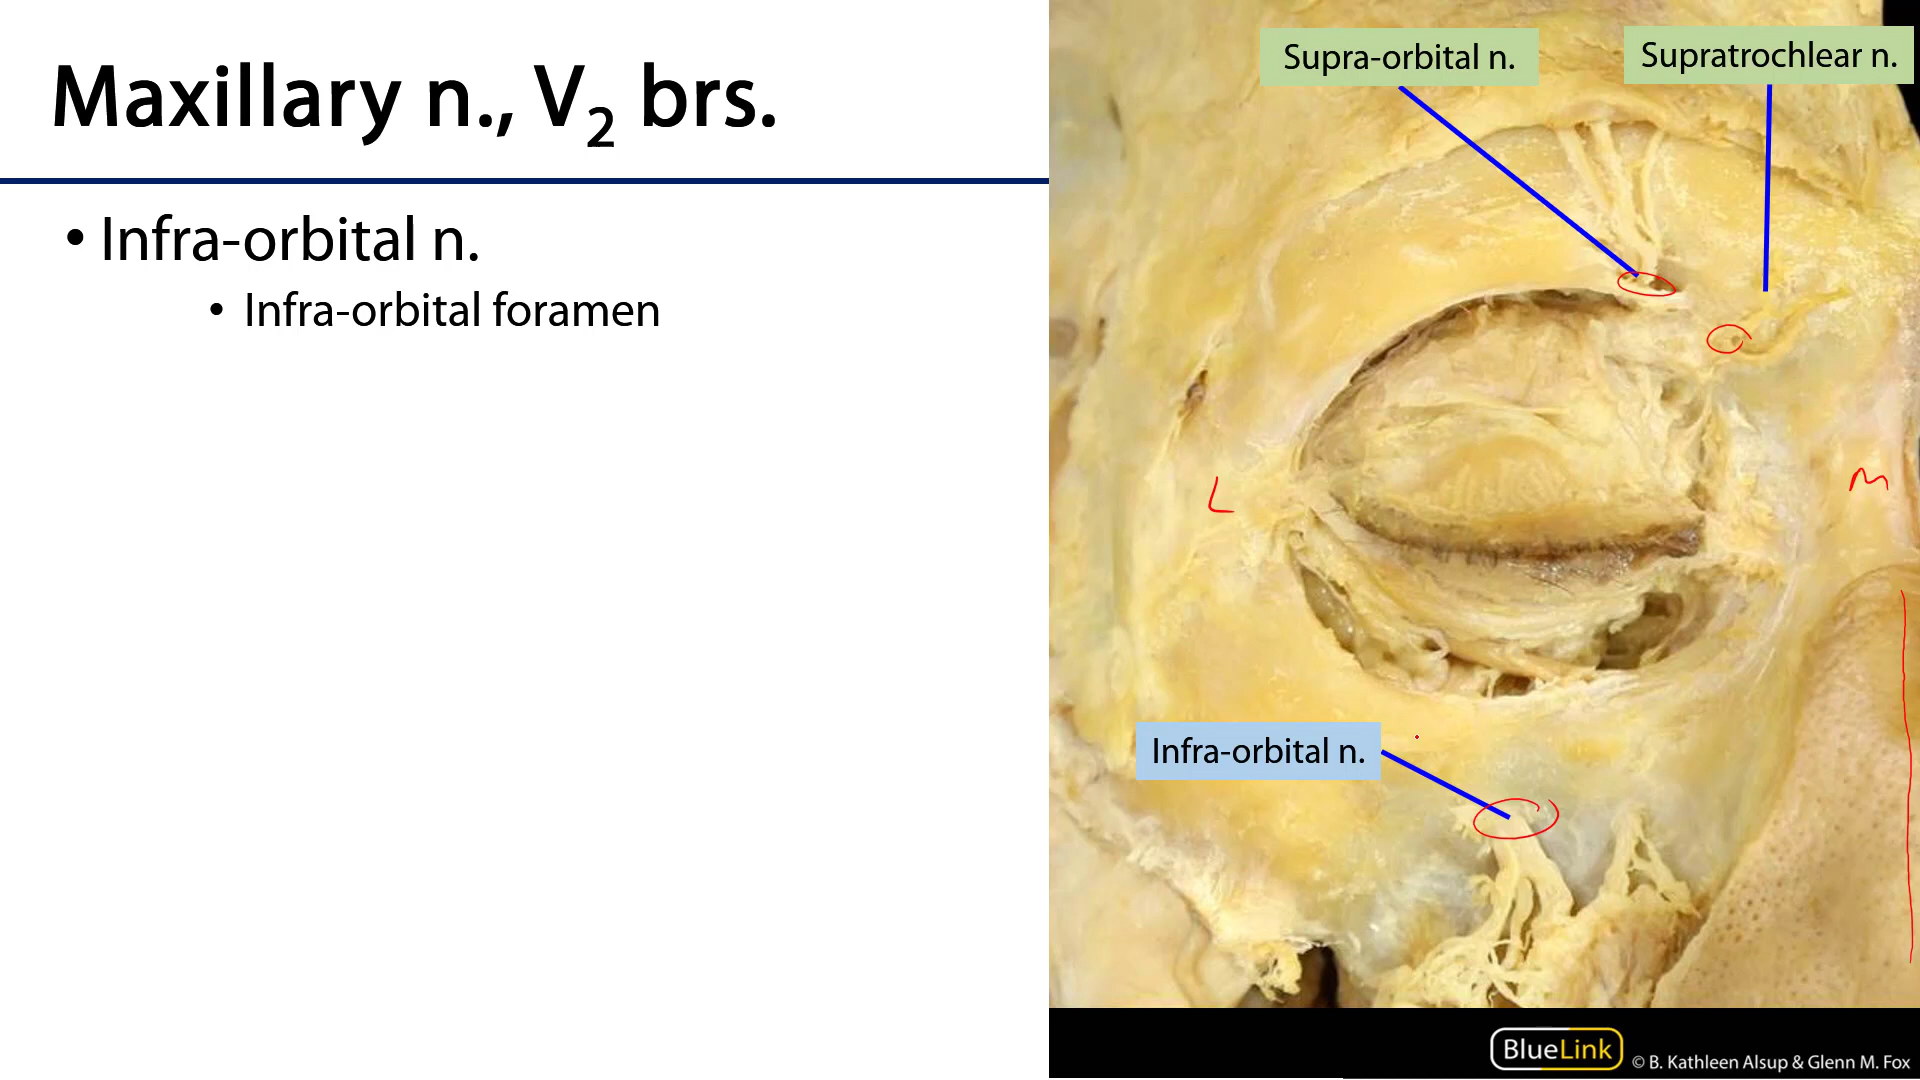 Maxillary n., V2 brs.
• Infra-orbital n.
• Infra-orbital foramen
Supra-orbital n.
Supratrochlear n.
L
M
Infra-orbital n.
BlueLink
© B. Kathleen Alsup & Glenn M. Fox